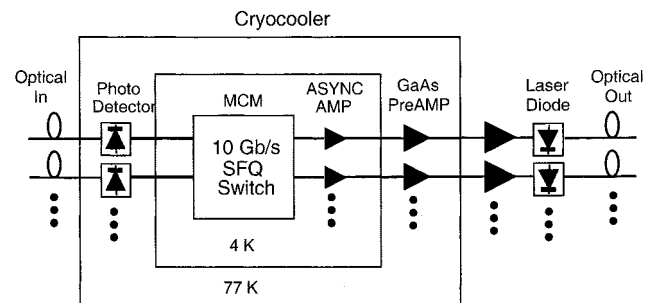 Cryocooler
Optical
In
Photo
Detector
MCM
ASYNC
AMP
GaAs
PreAMP
Laser
Diode
Optical
Out
10 Gb/s
SFQ
Switch
4 K
77 K